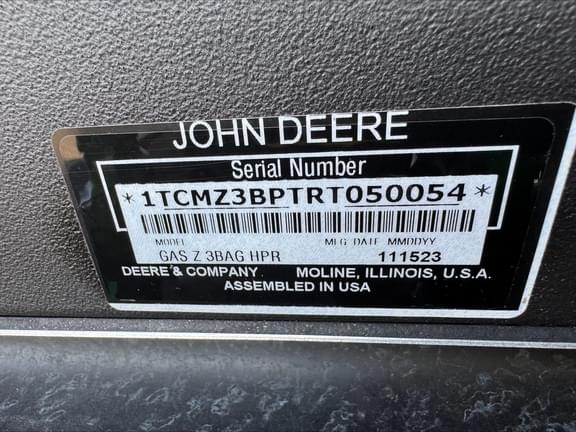 JOHN DEERE
Serial Number
*1TCMZ3BPTRT050054*
MODEL MFG DATE MMDDYY
GAS Z 3BAG HPR 111523
DEERE & COMPANY MOLINE, ILLINOIS, U.S.A.
ASSEMBLED IN USA